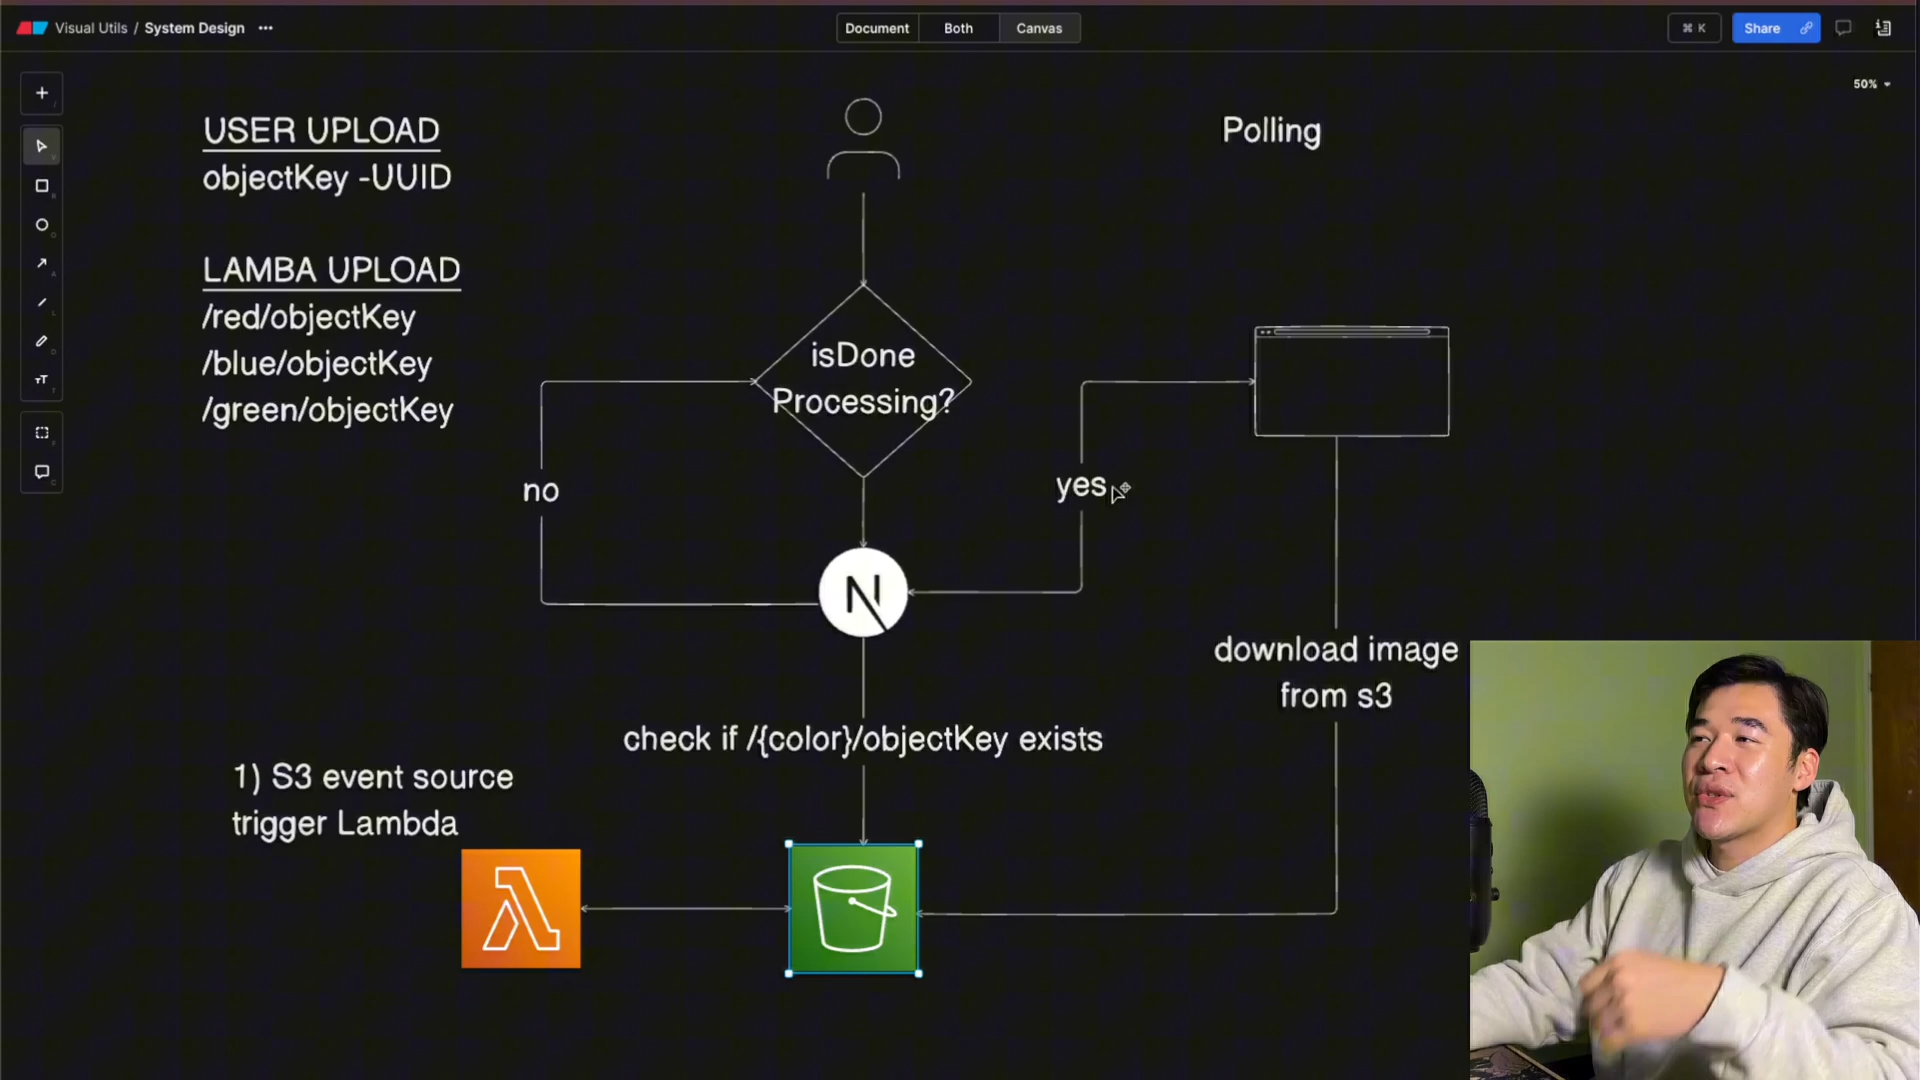 Visual Utils / System Design •••
Document Both Canvas
⌘ K Share
50%
USER UPLOAD
objectKey -UUID
LAMBA UPLOAD
/red/objectKey
/blue/objectKey
/green/objectKey
Polling
isDone
Processing?
no
yes
download image
from s3
check if /{color}/objectKey exists
1) S3 event source
trigger Lambda